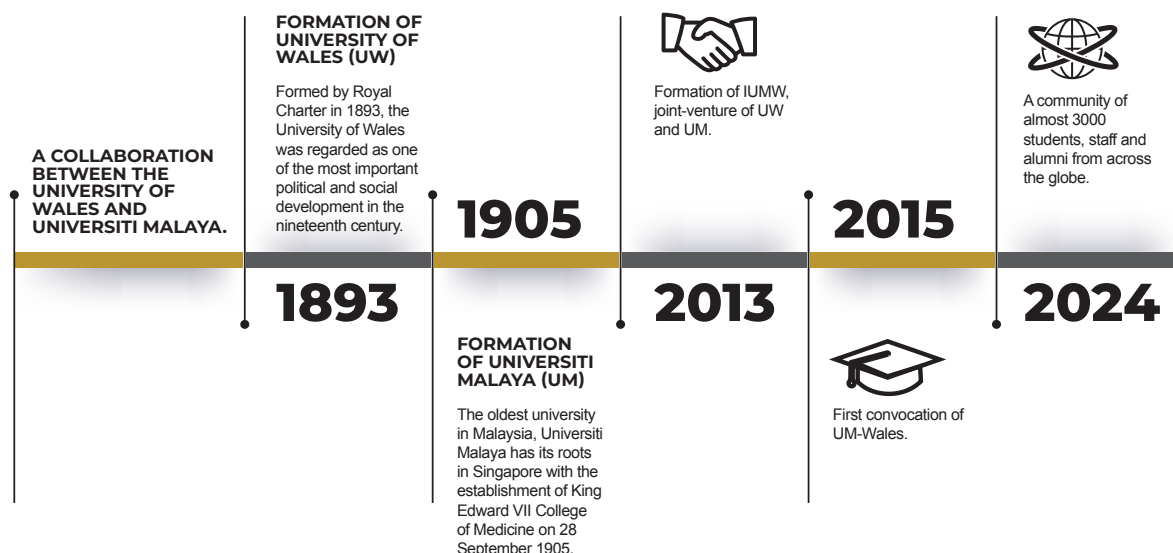 A COLLABORATION
BETWEEN THE
UNIVERSITY OF
WALES AND
UNIVERSITI MALAYA.
FORMATION OF
UNIVERSITY OF
WALES (UW)
Formed by Royal
Charter in 1893, the
University of Wales
was regarded as one
of the most important
political and social
development in the
nineteenth century.
1893
1905
FORMATION
OF UNIVERSITI
MALAYA (UM)
The oldest university
in Malaysia, Universiti
Malaya has its roots
in Singapore with the
establishment of King
Edward VII College
of Medicine on 28
September 1905.
Formation of IUMW,
joint-venture of UW
and UM.
2013
2015
First convocation of
UM-Wales.
A community of
almost 3000
students, staff and
alumni from across
the globe.
2024